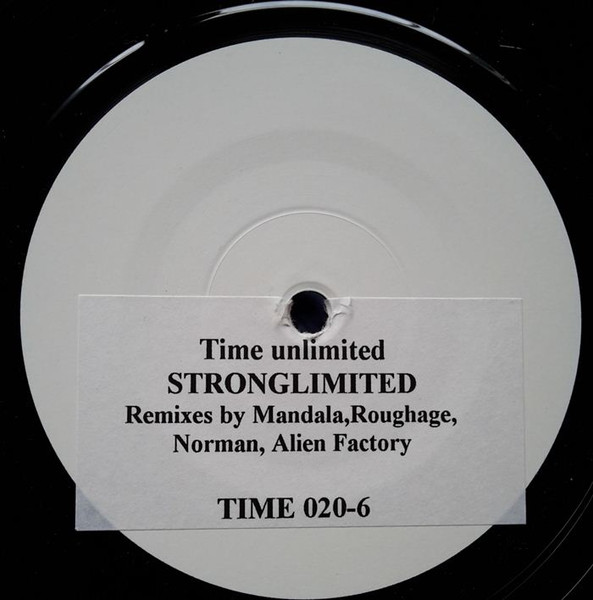 Time unlimited
STRONGLIMITED
Remixes by Mandala,Roughage,
Norman, Alien Factory
TIME 020-6